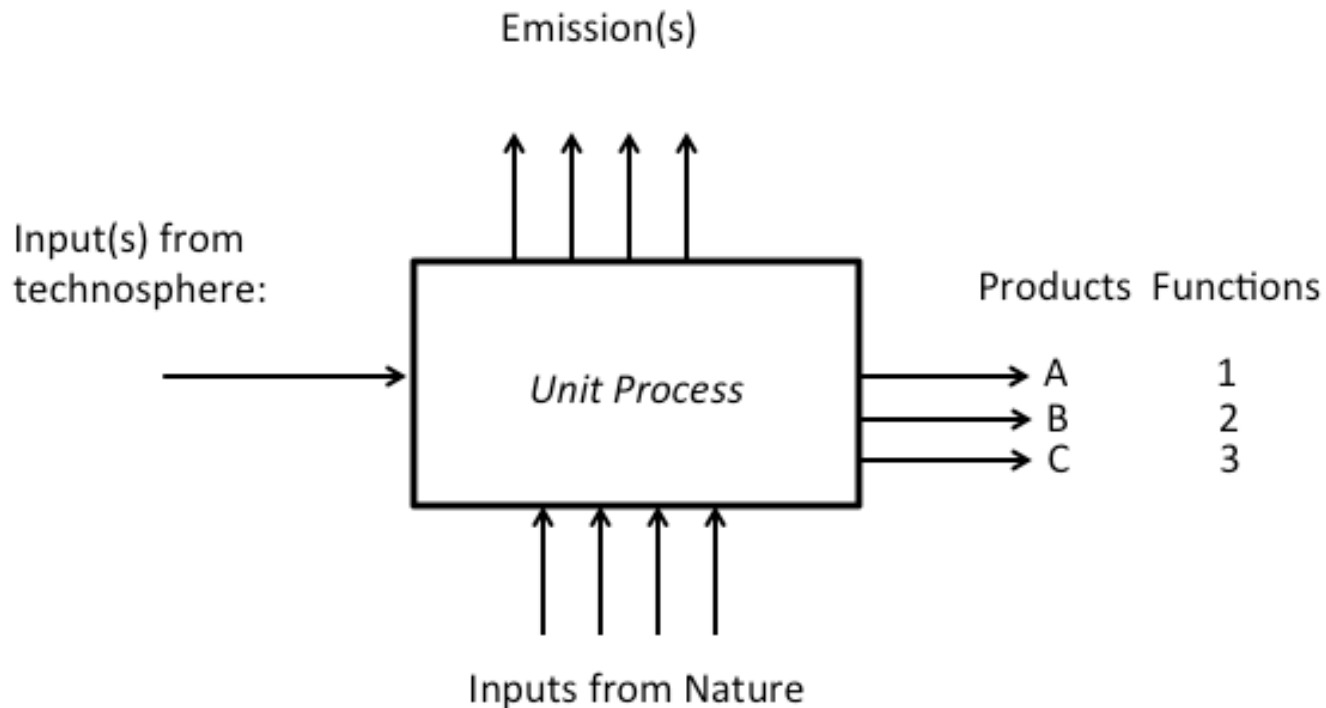 Emission(s)
Input(s) from
technosphere:
Products Functions
Unit Process
A 1
B 2
C 3
Inputs from Nature